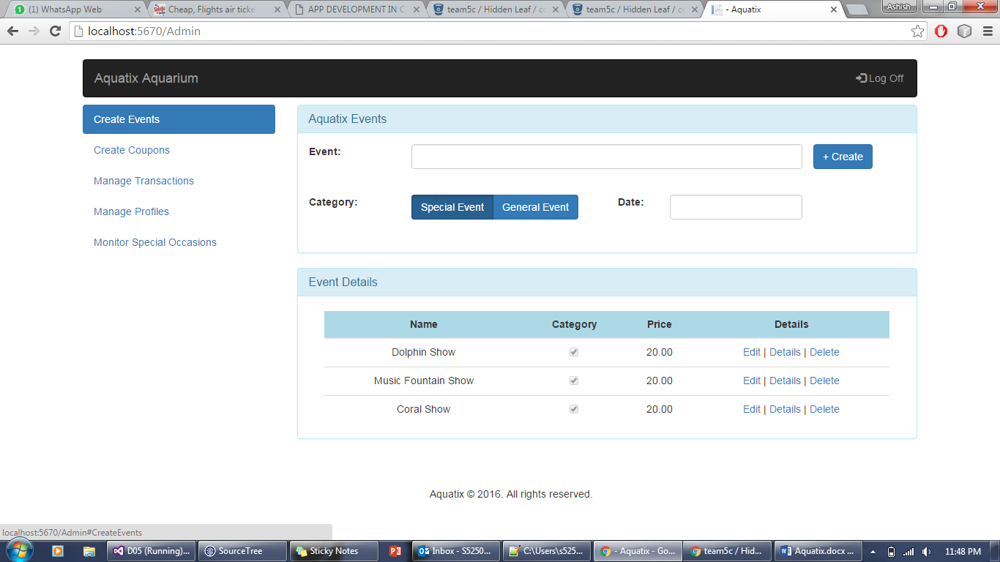 (1) WhatsApp Web
Cheap, Flights air ticke
APP DEVELOPMENT IN C
team5c / Hidden Leaf / co
team5c / Hidden Leaf / co
- Aquatix
Ashish
localhost:5670/Admin
Aquatix Aquarium
Log Off
Create Events
Create Coupons
Manage Transactions
Manage Profiles
Monitor Special Occasions
Aquatix Events
Event:
+ Create
Category:
Special Event
General Event
Date:
Event Details
Name Category Price Details
Dolphin Show 20.00 Edit | Details | Delete
Music Fountain Show 20.00 Edit | Details | Delete
Coral Show 20.00 Edit | Details | Delete
Aquatix © 2016. All rights reserved.
localhost:5670/Admin#CreateEvents
D05 (Running)...
SourceTree
Sticky Notes
Inbox - S5250...
C:\Users\s525...
- Aquatix - Go...
team5c / Hid...
Aquatix.docx ...
11:48 PM